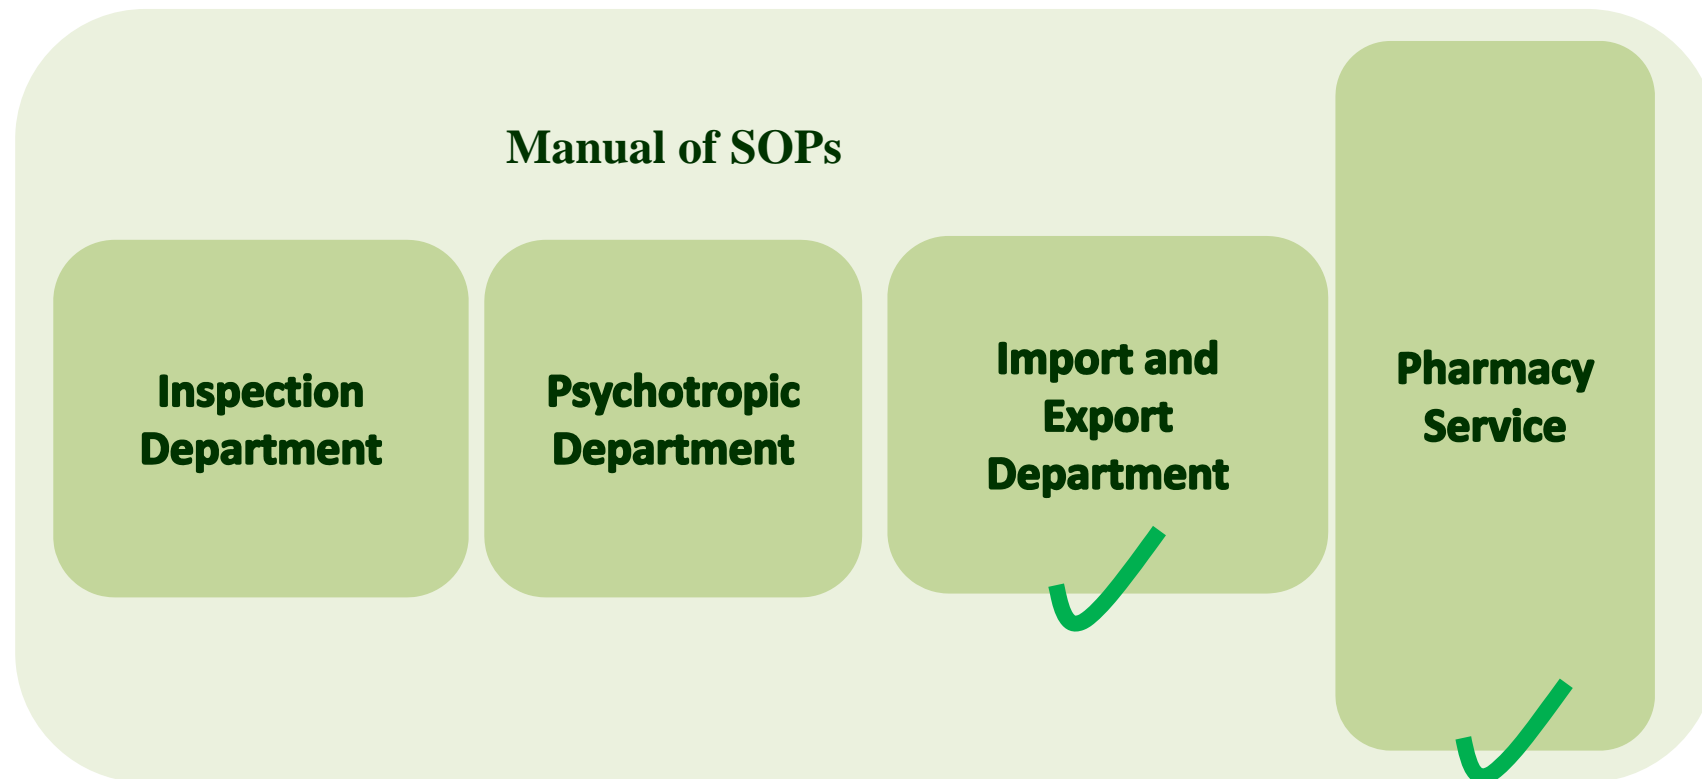 Manual of SOPs
Inspection
Department
Psychotropic
Department
Import and
Export
Department
Pharmacy
Service